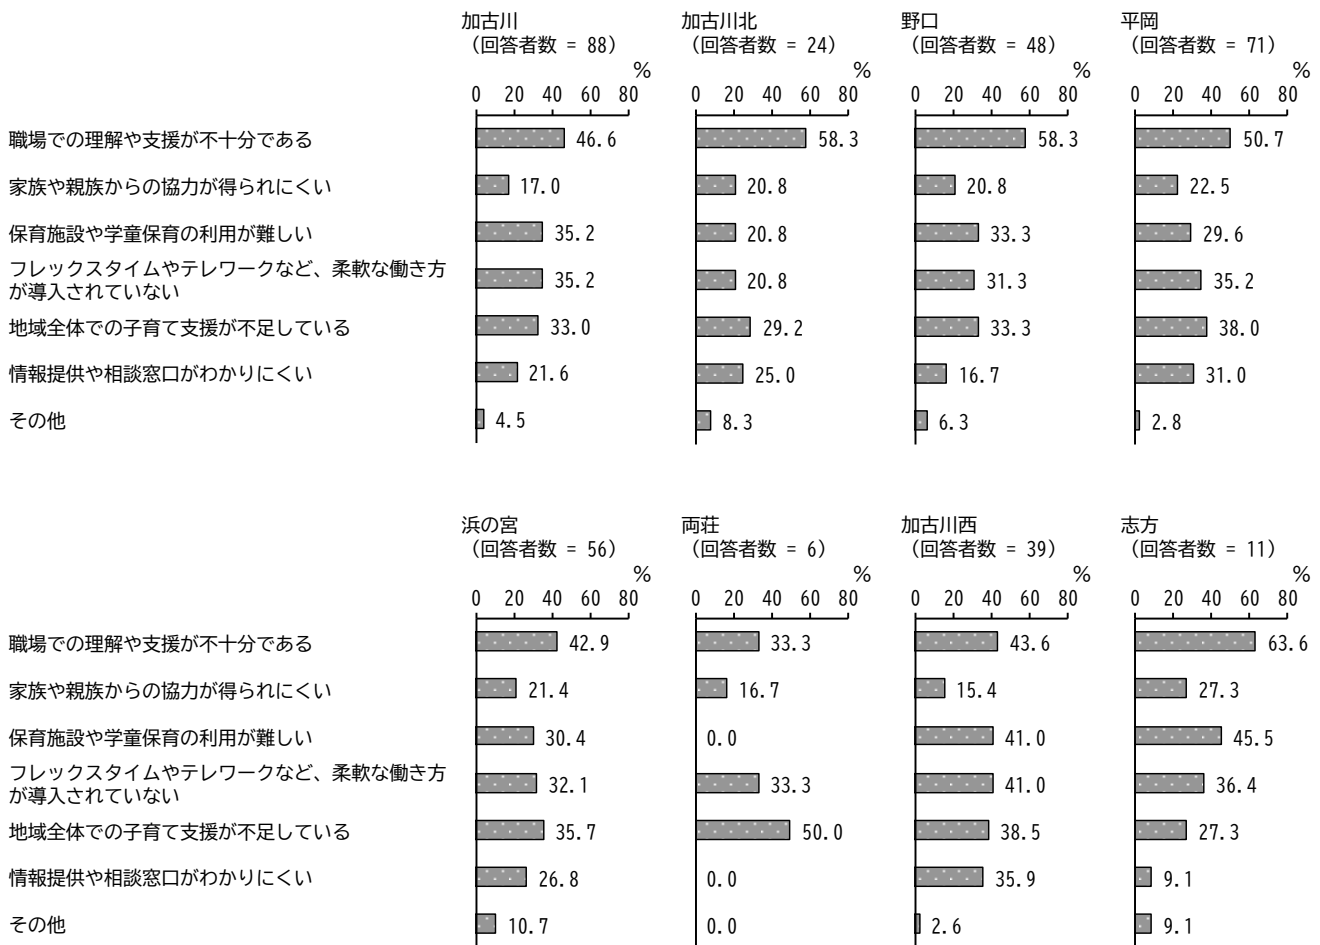 加古川 加古川北 野口 平岡
（回答者数 = 88） （回答者数 = 24） （回答者数 = 48） （回答者数 = 71）
% % % %
0 20 40 60 80 0 20 40 60 80 0 20 40 60 80 0 20 40 60 80
職場での理解や支援が不十分である 46.6 58.3 58.3 50.7
家族や親族からの協力が得られにくい 17.0 20.8 20.8 22.5
保育施設や学童保育の利用が難しい 35.2 20.8 33.3 29.6
フレックスタイムやテレワークなど、柔軟な働き方
が導入されていない 35.2 20.8 31.3 35.2
地域全体での子育て支援が不足している 33.0 29.2 33.3 38.0
情報提供や相談窓口がわかりにくい 21.6 25.0 16.7 31.0
その他 4.5 8.3 6.3 2.8
浜の宮 両荘 加古川西 志方
（回答者数 = 56） （回答者数 = 6） （回答者数 = 39） （回答者数 = 11）
% % % %
0 20 40 60 80 0 20 40 60 80 0 20 40 60 80 0 20 40 60 80
職場での理解や支援が不十分である 42.9 33.3 43.6 63.6
家族や親族からの協力が得られにくい 21.4 16.7 15.4 27.3
保育施設や学童保育の利用が難しい 30.4 0.0 41.0 45.5
フレックスタイムやテレワークなど、柔軟な働き方
が導入されていない 32.1 33.3 41.0 36.4
地域全体での子育て支援が不足している 35.7 50.0 38.5 27.3
情報提供や相談窓口がわかりにくい 26.8 0.0 35.9 9.1
その他 10.7 0.0 2.6 9.1